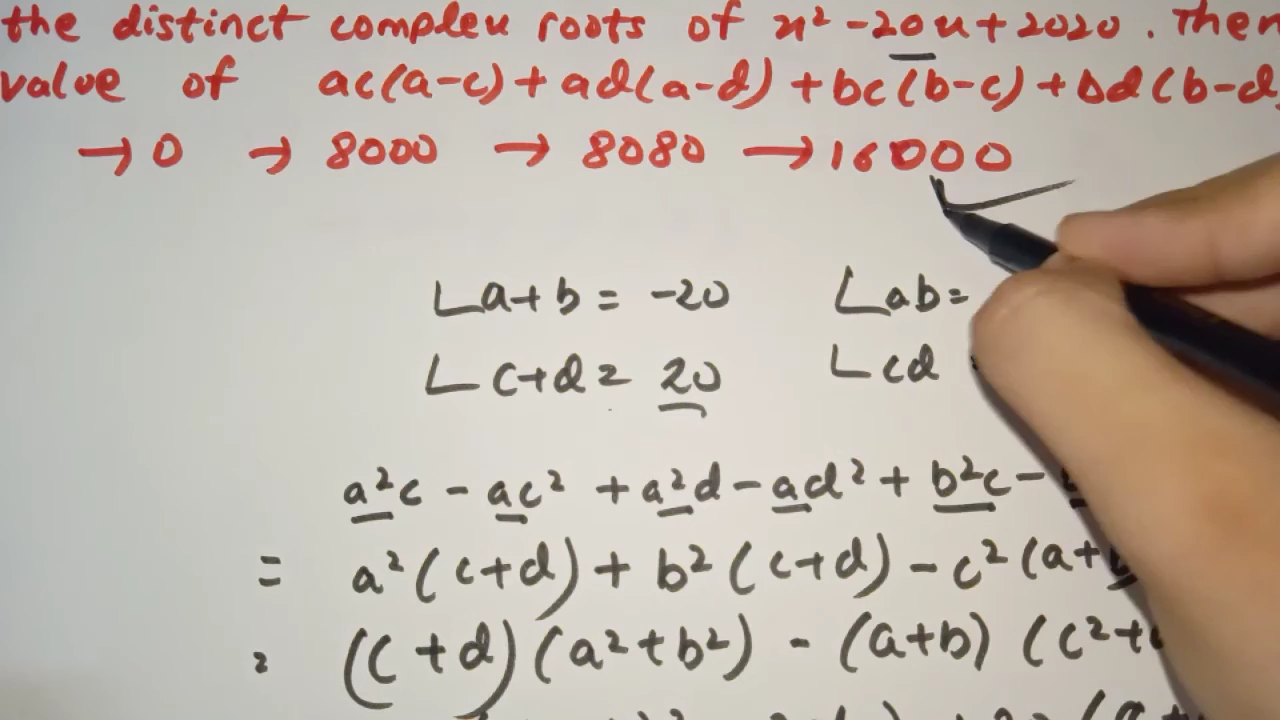 the distinct complex roots of x² -20x+2020. Then
value of ac(a-c)+ad(a-d)+bc(b-c)+bd(b-d
→ 0 → 8000 → 8080 → 16000
∟a+b = -20 ∟ab=
∟c+d = 20 ∟cd
a²c - ac² + a²d - ad² + b²c -
= a²(c+d) + b²(c+d) - c²(a+b
= (c+d)(a²+b²) - (a+b)(c²+